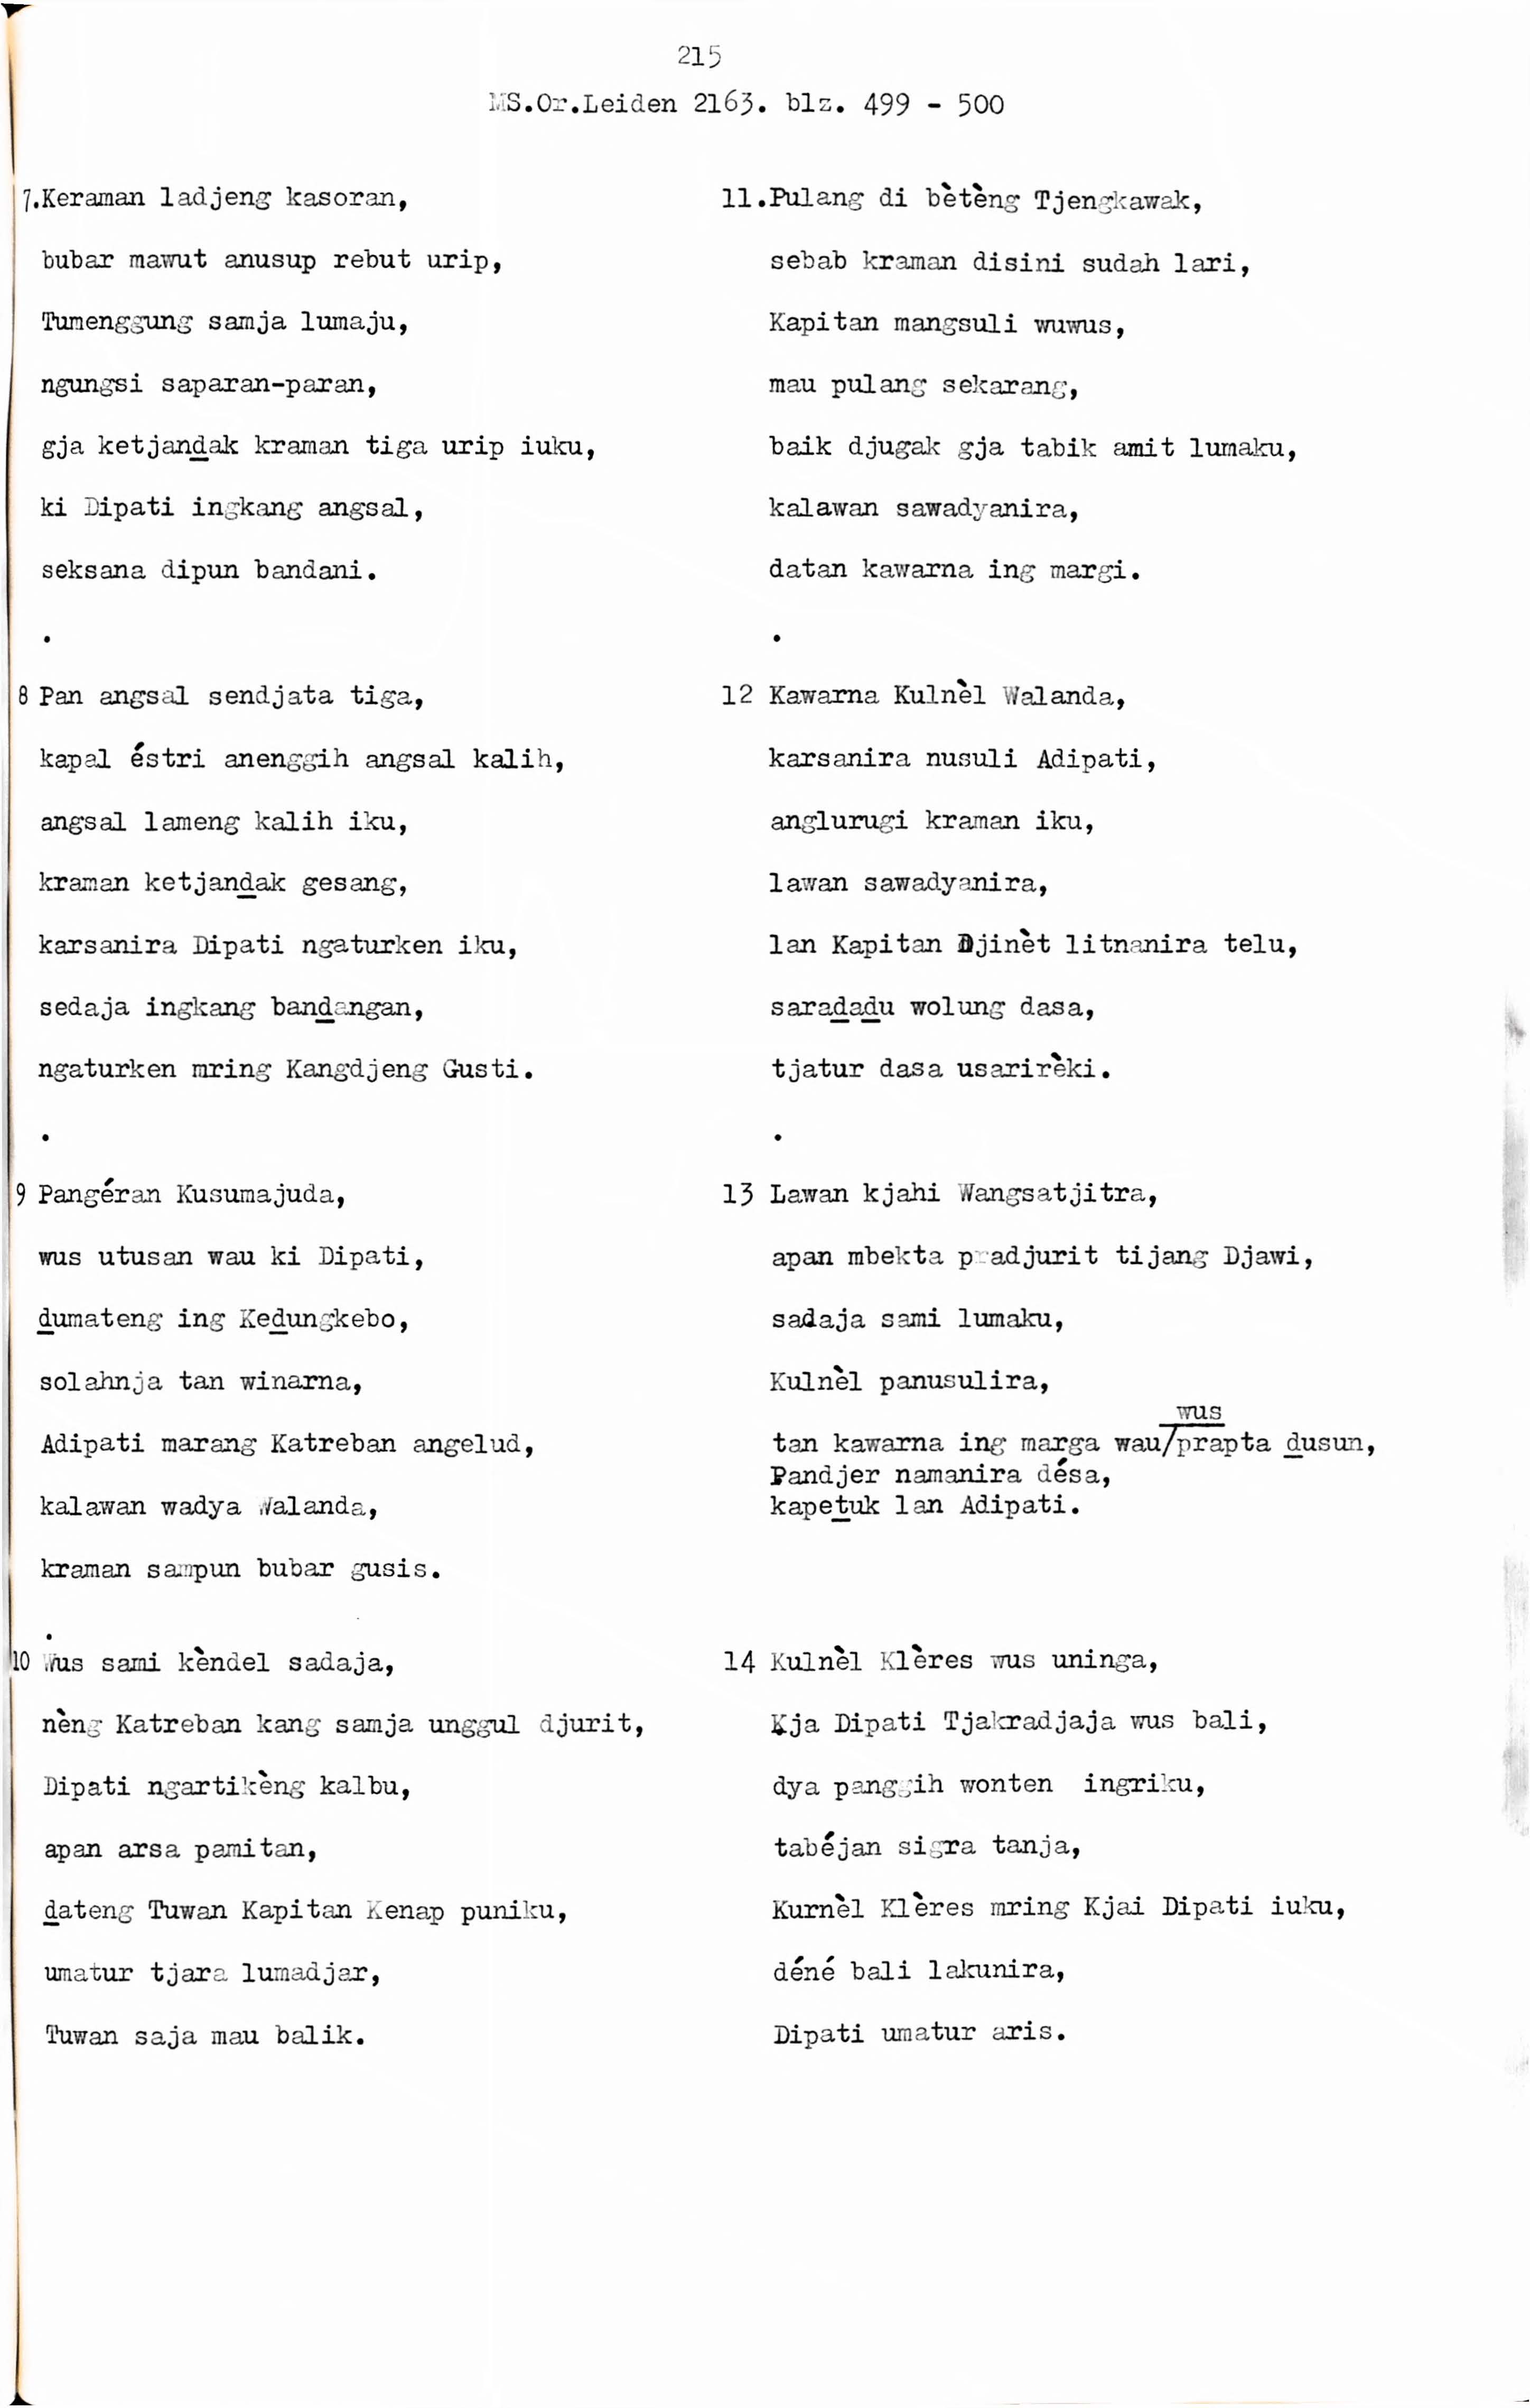 215
MS.Or.Leiden 2163. blz. 499 - 500
7.Keraman ladjeng kasoran,
bubar mawut anusup rebut urip,
Tumenggung samja lumaju,
ngungsi saparan-paran,
gja ketjanḏak kraman tiga urip iuku,
ki Dipati ingkang angsal,
seksana dipun bandani.
.
8 Pan angsal sendjata tiga,
kapal éstri anenggih angsal kalih,
angsal lameng kalih iku,
kraman ketjanḏak gesang,
karsanira Dipati ngaturken iku,
sedaja ingkang banḏangan,
ngaturken mring Kangdjeng Gusti.
.
9 Pangéran Kusumajuda,
wus utusan wau ki Dipati,
ḏumateng ing Keḏungkebo,
solahnja tan winarna,
Adipati marang Katreban angelud,
kalawan wadya Walanda,
kraman sampun bubar gusis.
.
10 Wus sami kèndel sadaja,
nèng Katreban kang samja unggul djurit,
Dipati ngartikèng kalbu,
apan arsa pamitan,
ḏateng Tuwan Kapitan Kenap puniku,
umatur tjara lumadjar,
Tuwan saja mau balik.
11.Pulang di bètèng Tjengkawak,
sebab kraman disini sudah lari,
Kapitan mangsuli wuwus,
mau pulang sekarang,
baik djugak gja tabik amit lumaku,
kalawan sawadyanira,
datan kawarna ing margi.
.
12 Kawarna Kulnèl Walanda,
karsanira nusuli Adipati,
anglurugi kraman iku,
lawan sawadyanira,
lan Kapitan Djinèt litnanira telu,
saraḏaḏu wolung dasa,
tjatur dasa usarirèki.
.
13 Lawan kjahi Wangsatjitra,
apan mbekta pradjurit tijang Djawi,
sadaja sami lumaku,
Kulnèl panusulira,
wus
tan kawarna ing marga wau/prapta ḏusun,
Pandjer namanira désa,
kapeṯuk lan Adipati.
14 Kulnèl Klères wus uninga,
Kja Dipati Tjakradjaja wus bali,
dya panggih wonten ingriku,
tabéjan sigra tanja,
Kurnèl Klères mring Kjai Dipati iuku,
déné bali lakunira,
Dipati umatur aris.